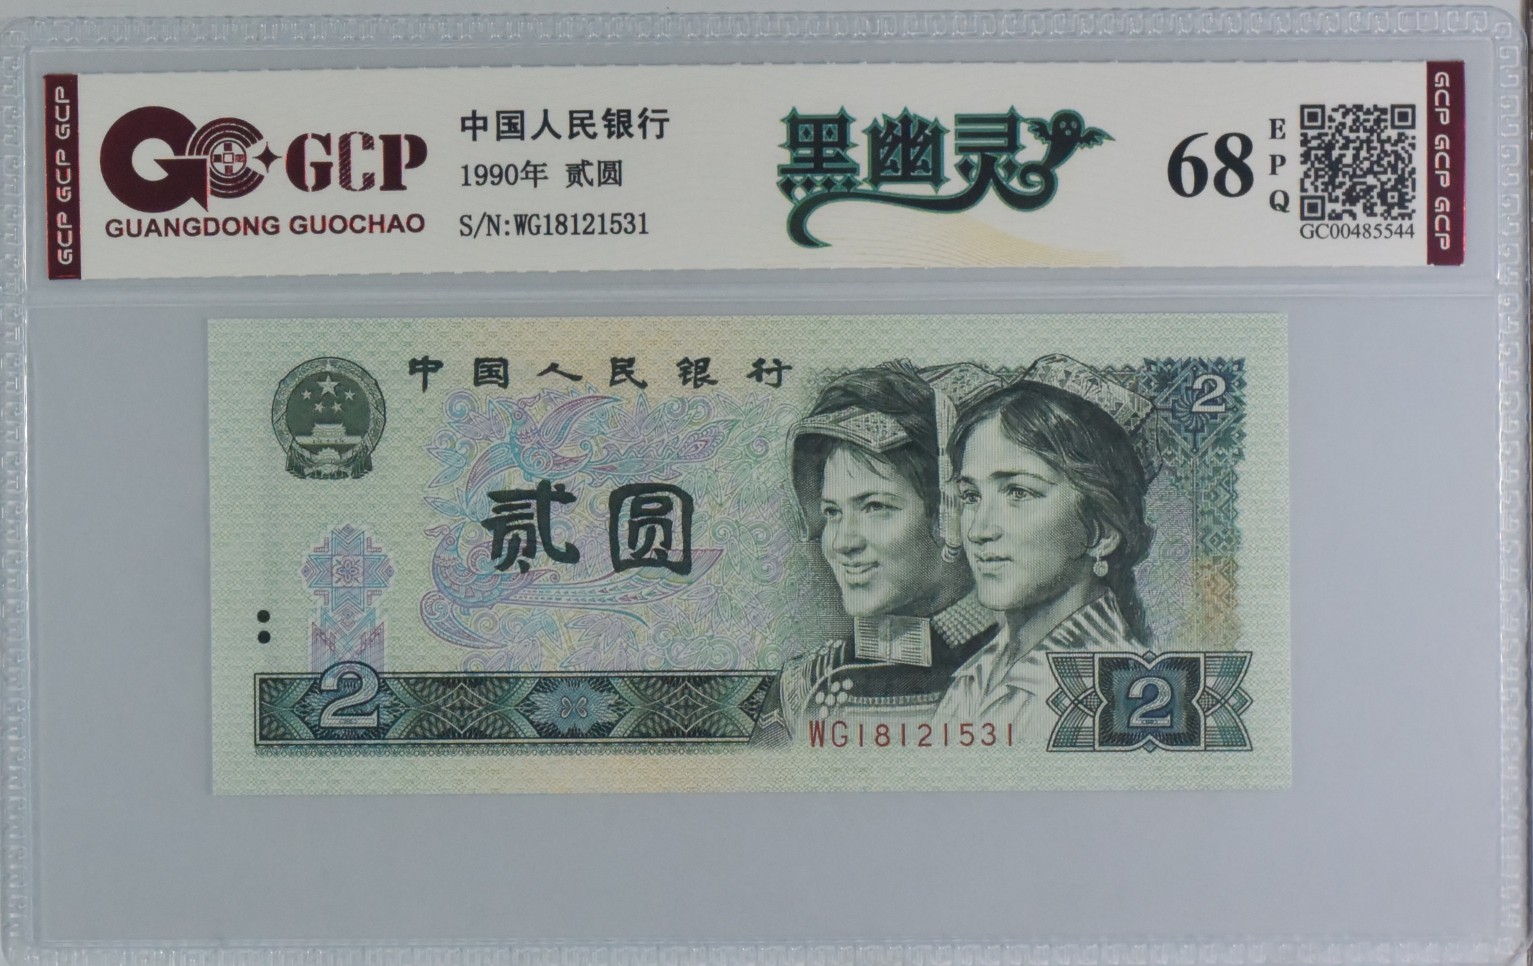 GCP
GUANGDONG GUOCHAO
中国人民银行
1990年 贰圆
S/N:WG18121531
黑幽灵
68
EPQ
GC00485544
GCP GCP GCP
GCP GCP GCP
中国人民银行
2
贰圆
2
2
WG18121531